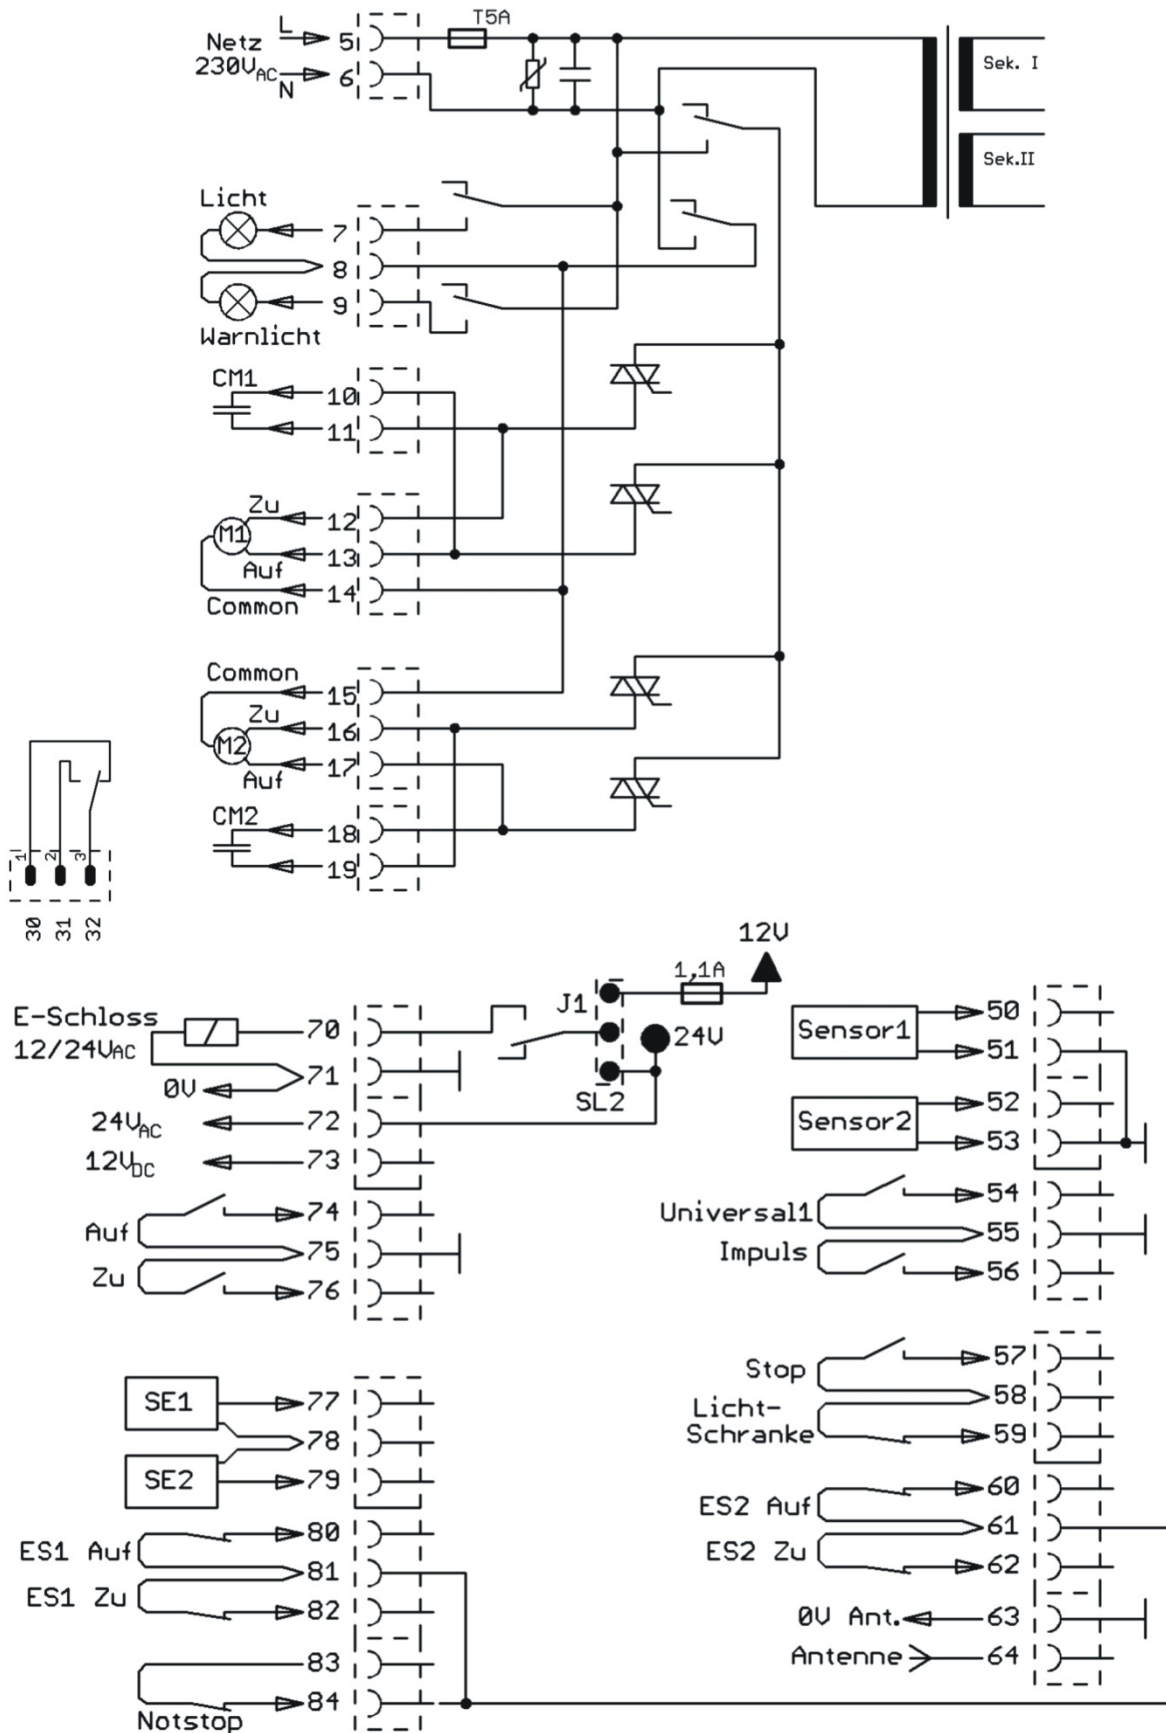 L
T5A
Netz
5
230VAC
6
N
Sek. I
Sek.II
Licht
7
8
9
Warnlicht
CM1
10
11
Zu
12
M1
13
Auf
14
Common
Common
15
Zu
16
M2
17
Auf
CM2
18
19
1 2 3
30 31 32
12V
1,1A
J1
24V
SL2
E-Schloss
12/24VAC
70
71
0V
24VAC
72
12VDC
73
74
Auf
75
Zu
76
SE1
77
78
SE2
79
80
ES1 Auf
81
ES1 Zu
82
83
84
Notstop
Sensor1
50
51
Sensor2
52
53
54
Universal1
55
Impuls
56
57
Stop
58
Licht-
Schranke
59
60
ES2 Auf
61
ES2 Zu
62
0V Ant.
63
Antenne
64